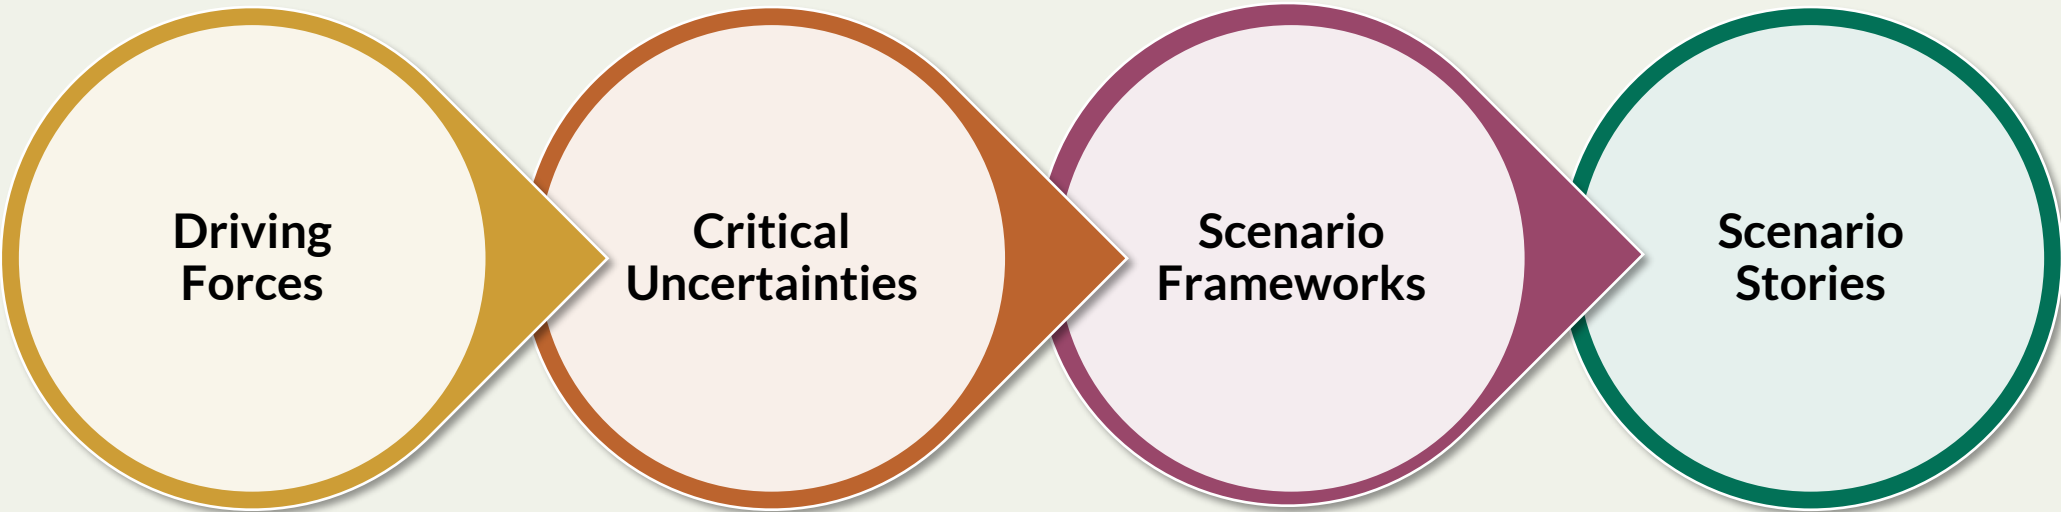 Driving
Forces
Critical
Uncertainties
Scenario
Frameworks
Scenario
Stories